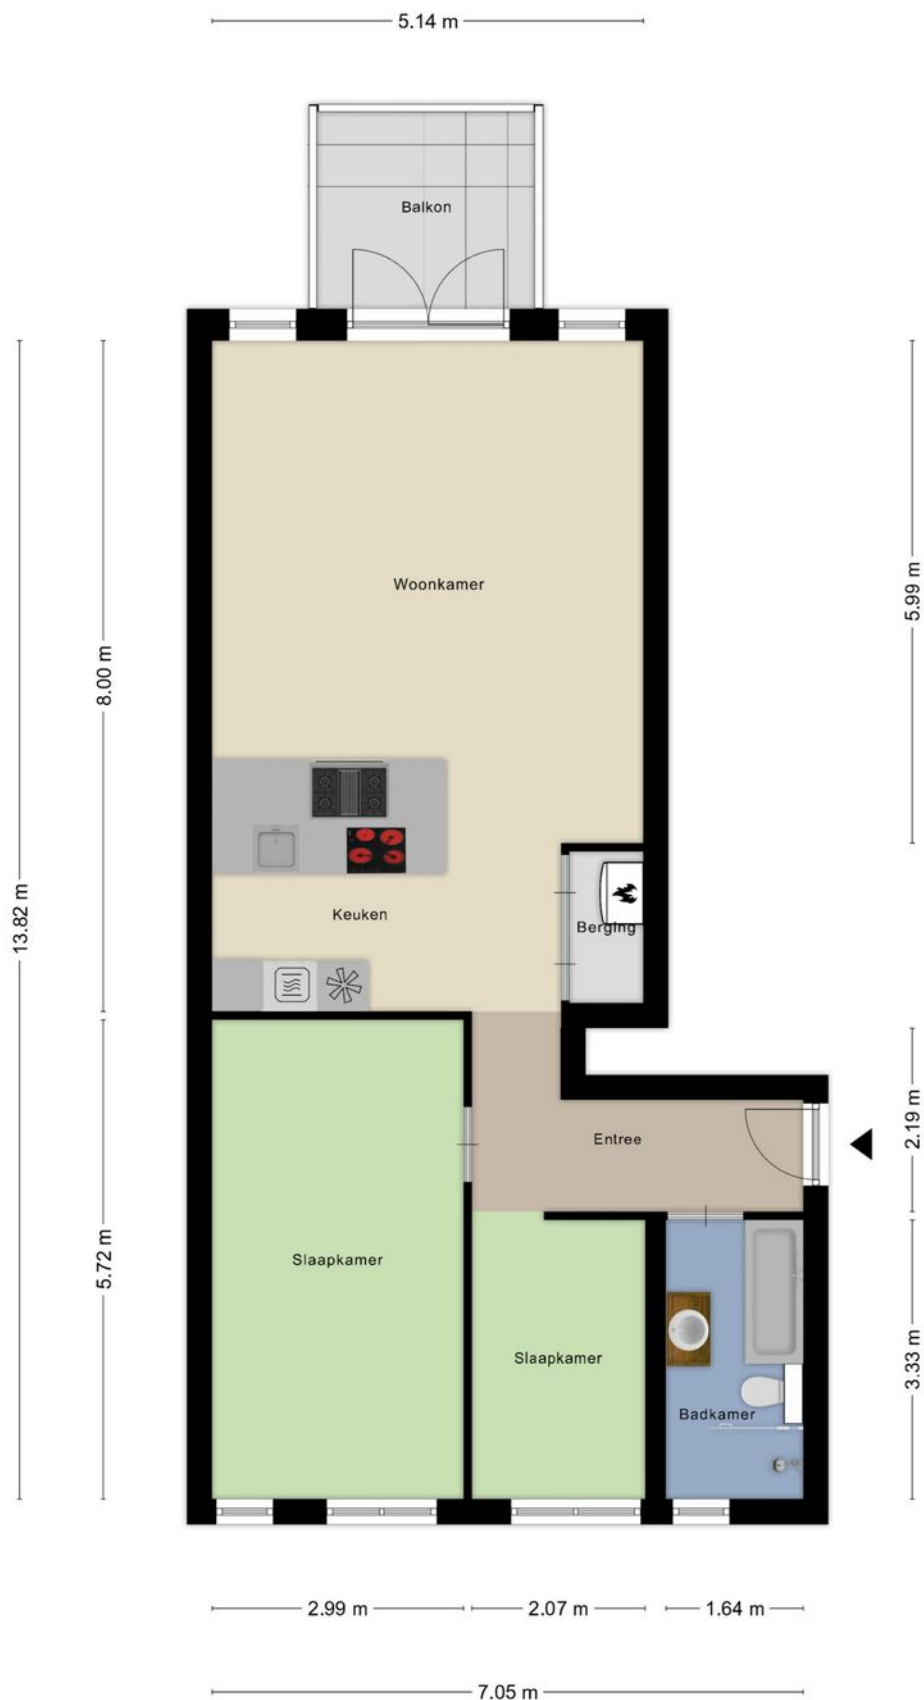 5.14 m
Balkon
5.99 m
Woonkamer
8.00 m
13.82 m
Keuken
Berging
2.19 m
Entree
5.72 m
Slaapkamer
Slaapkamer
3.33 m
Badkamer
2.99 m
2.07 m
1.64 m
7.05 m